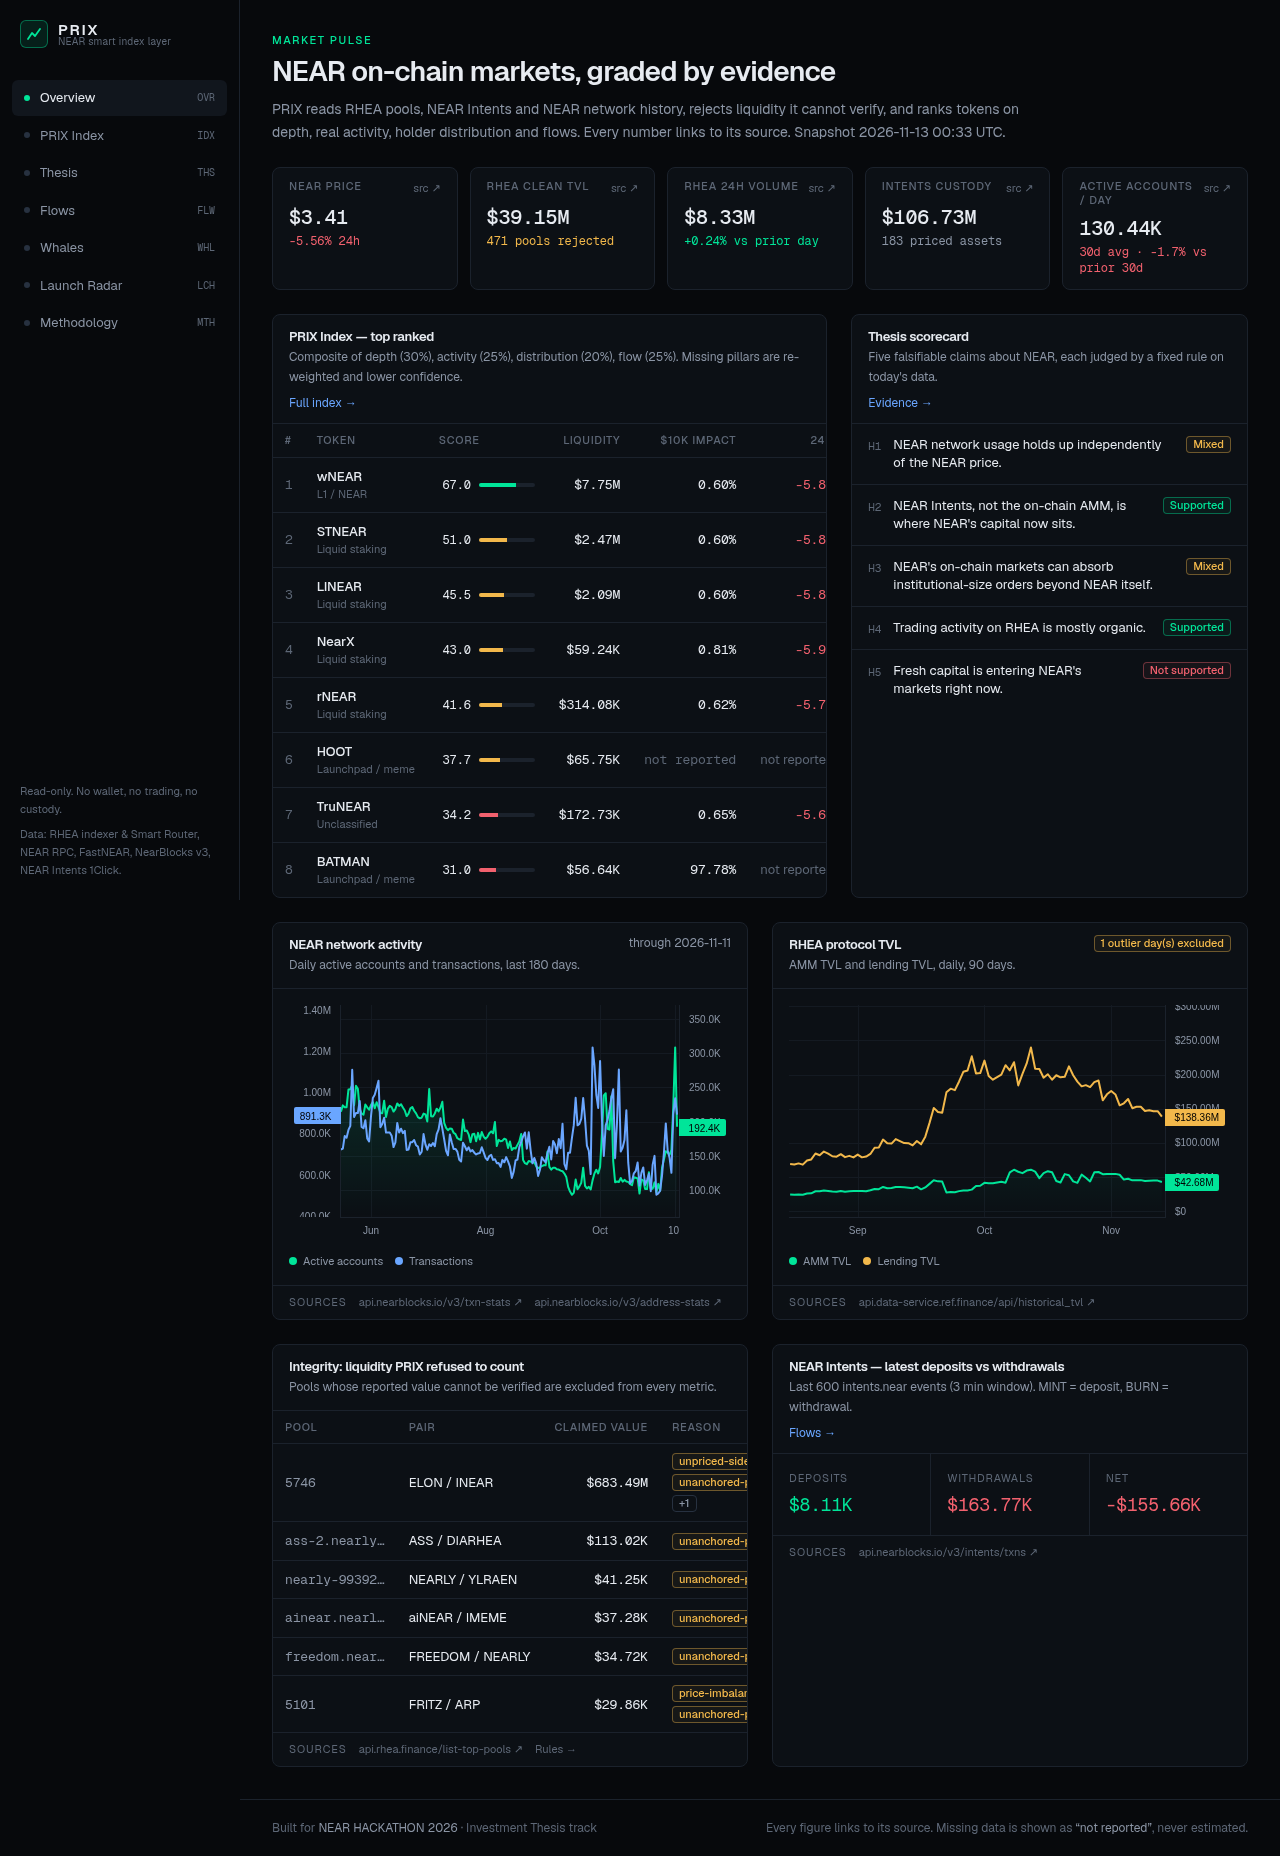 PRIX
NEAR smart index layer
Overview OVR
PRIX Index IDX
Thesis THS
Flows FLW
Whales WHL
Launch Radar LCH
Methodology MTH
Read-only. No wallet, no trading, no
custody.
Data: RHEA indexer & Smart Router,
NEAR RPC, FastNEAR, NearBlocks v3,
NEAR Intents 1Click.
MARKET PULSE
NEAR on-chain markets, graded by evidence
PRIX reads RHEA pools, NEAR Intents and NEAR network history, rejects liquidity it cannot verify, and ranks tokens on
depth, real activity, holder distribution and flows. Every number links to its source. Snapshot 2026-11-13 00:33 UTC.
NEAR PRICE src ↗
$3.41
-5.56% 24h
RHEA CLEAN TVL src ↗
$39.15M
471 pools rejected
RHEA 24H VOLUME src ↗
$8.33M
+0.24% vs prior day
INTENTS CUSTODY src ↗
$106.73M
183 priced assets
ACTIVE ACCOUNTS src ↗
/ DAY
130.44K
30d avg · -1.7% vs
prior 30d
PRIX Index — top ranked
Composite of depth (30%), activity (25%), distribution (20%), flow (25%). Missing pillars are re-
weighted and lower confidence.
Full index →
# TOKEN SCORE LIQUIDITY $10K IMPACT 24
1 wNEAR 67.0 $7.75M 0.60% -5.8
L1 / NEAR
2 STNEAR 51.0 $2.47M 0.60% -5.8
Liquid staking
3 LINEAR 45.5 $2.09M 0.60% -5.8
Liquid staking
4 NearX 43.0 $59.24K 0.81% -5.9
Liquid staking
5 rNEAR 41.6 $314.08K 0.62% -5.7
Liquid staking
6 HOOT 37.7 $65.75K not reported not reporte
Launchpad / meme
7 TruNEAR 34.2 $172.73K 0.65% -5.6
Unclassified
8 BATMAN 31.0 $56.64K 97.78% not reporte
Launchpad / meme
Thesis scorecard
Five falsifiable claims about NEAR, each judged by a fixed rule on
today's data.
Evidence →
H1 NEAR network usage holds up independently Mixed
of the NEAR price.
H2 NEAR Intents, not the on-chain AMM, is Supported
where NEAR's capital now sits.
H3 NEAR's on-chain markets can absorb Mixed
institutional-size orders beyond NEAR itself.
H4 Trading activity on RHEA is mostly organic. Supported
H5 Fresh capital is entering NEAR's Not supported
markets right now.
NEAR network activity through 2026-11-11
Daily active accounts and transactions, last 180 days.
1.40M
1.20M
1.00M
891.3K
800.0K
600.0K
400.0K
350.0K
300.0K
250.0K
192.4K
150.0K
100.0K
Jun Aug Oct 10
Active accounts Transactions
SOURCES api.nearblocks.io/v3/txn-stats ↗ api.nearblocks.io/v3/address-stats ↗
RHEA protocol TVL 1 outlier day(s) excluded
AMM TVL and lending TVL, daily, 90 days.
$300.00M
$250.00M
$200.00M
$150.00M
$138.36M
$100.00M
$42.68M
$0
Sep Oct Nov
AMM TVL Lending TVL
SOURCES api.data-service.ref.finance/api/historical_tvl ↗
Integrity: liquidity PRIX refused to count
Pools whose reported value cannot be verified are excluded from every metric.
POOL PAIR CLAIMED VALUE REASON
5746 ELON / INEAR $683.49M unpriced-side
unanchored-p
+1
ass-2.nearly… ASS / DIARHEA $113.02K unanchored-p
nearly-99392… NEARLY / YLRAEN $41.25K unanchored-p
ainear.nearl… aiNEAR / IMEME $37.28K unanchored-p
freedom.near… FREEDOM / NEARLY $34.72K unanchored-p
5101 FRITZ / ARP $29.86K price-imbalan
unanchored-p
SOURCES api.rhea.finance/list-top-pools ↗ Rules →
NEAR Intents — latest deposits vs withdrawals
Last 600 intents.near events (3 min window). MINT = deposit, BURN =
withdrawal.
Flows →
DEPOSITS WITHDRAWALS NET
$8.11K $163.77K -$155.66K
SOURCES api.nearblocks.io/v3/intents/txns ↗
Built for NEAR HACKATHON 2026 · Investment Thesis track
Every figure links to its source. Missing data is shown as “not reported”, never estimated.